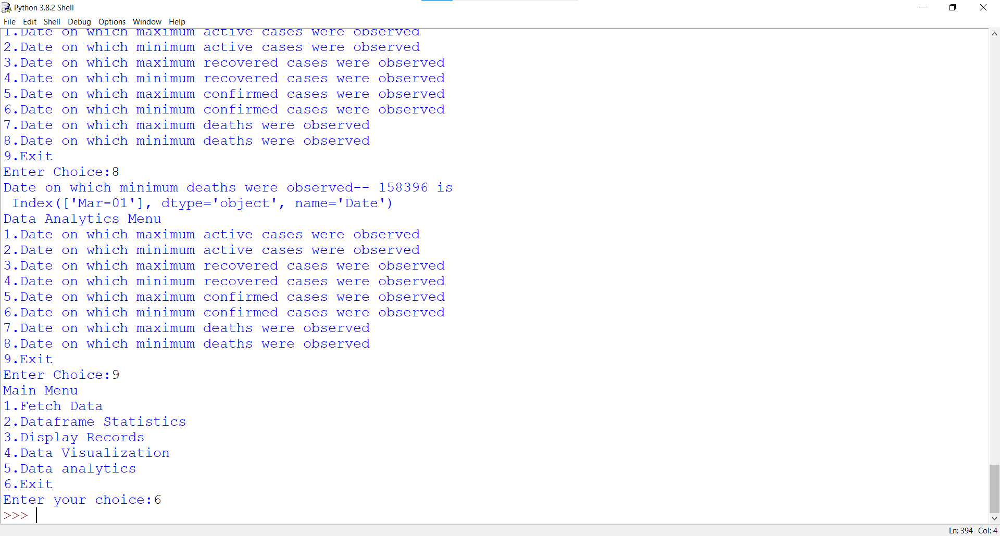 Python 3.8.2 Shell
File Edit Shell Debug Options Window Help
1.Date on which maximum active cases were observed
2.Date on which minimum active cases were observed
3.Date on which maximum recovered cases were observed
4.Date on which minimum recovered cases were observed
5.Date on which maximum confirmed cases were observed
6.Date on which minimum confirmed cases were observed
7.Date on which maximum deaths were observed
8.Date on which minimum deaths were observed
9.Exit
Enter Choice:8
Date on which minimum deaths were observed-- 158396 is
 Index(['Mar-01'], dtype='object', name='Date')
Data Analytics Menu
1.Date on which maximum active cases were observed
2.Date on which minimum active cases were observed
3.Date on which maximum recovered cases were observed
4.Date on which minimum recovered cases were observed
5.Date on which maximum confirmed cases were observed
6.Date on which minimum confirmed cases were observed
7.Date on which maximum deaths were observed
8.Date on which minimum deaths were observed
9.Exit
Enter Choice:9
Main Menu
1.Fetch Data
2.Dataframe Statistics
3.Display Records
4.Data Visualization
5.Data analytics
6.Exit
Enter your choice:6
>>>
Ln: 394 Col: 4